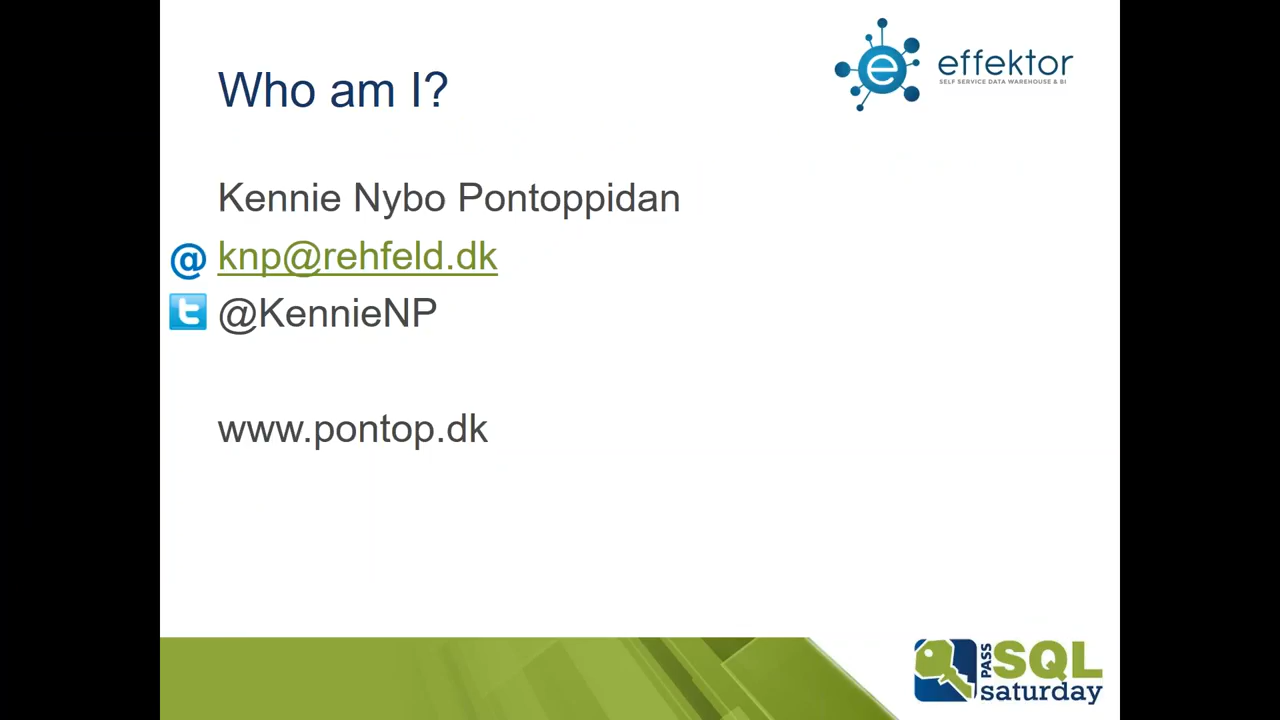 Who am I?
e effektor
SELF SERVICE DATA WAREHOUSE & BI
Kennie Nybo Pontoppidan
@ knp@rehfeld.dk
t @KennieNP
www.pontop.dk
PASS SQL
saturday